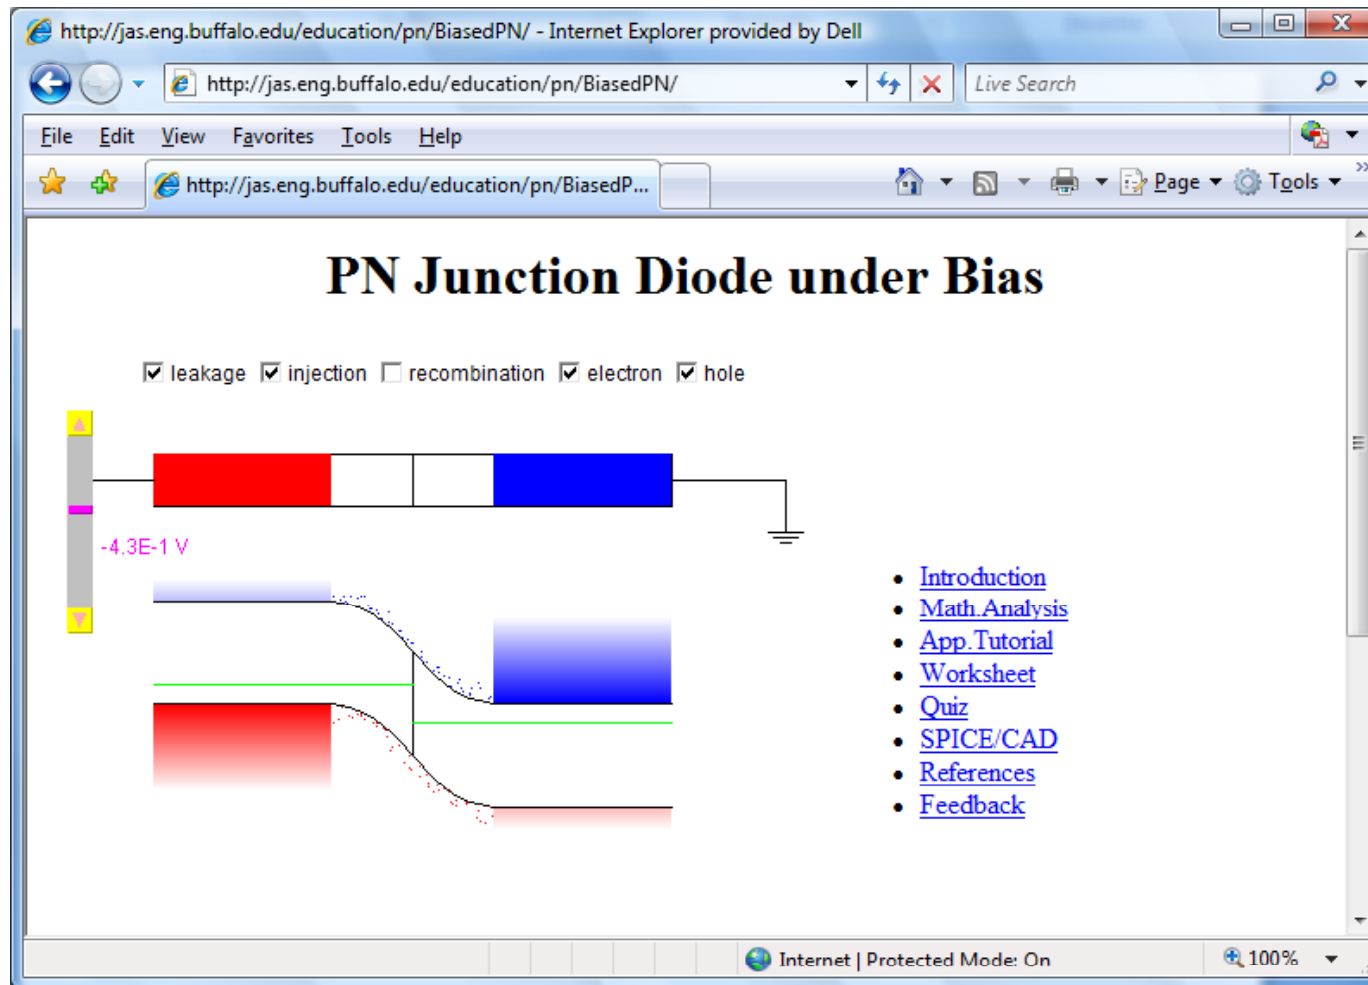 http://jas.eng.buffalo.edu/education/pn/BiasedPN/ - Internet Explorer provided by Dell
http://jas.eng.buffalo.edu/education/pn/BiasedPN/ Live Search
File Edit View Favorites Tools Help
http://jas.eng.buffalo.edu/education/pn/BiasedP... Page Tools »
PN Junction Diode under Bias
leakage injection recombination electron hole
-4.3E-1 V
Introduction
Math.Analysis
App.Tutorial
Worksheet
Quiz
SPICE/CAD
References
Feedback
Internet | Protected Mode: On 100%